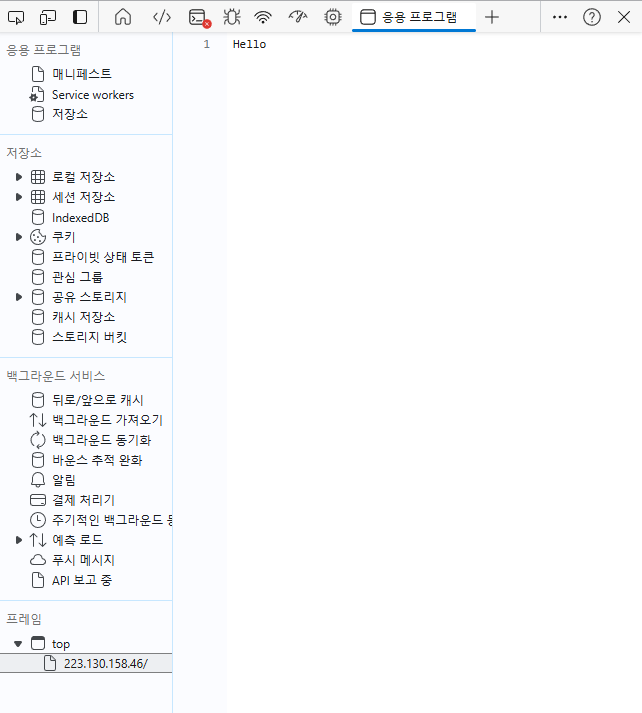 응용 프로그램
1 Hello
응용 프로그램
매니페스트
Service workers
저장소
저장소
로컬 저장소
세션 저장소
IndexedDB
쿠키
프라이빗 상태 토큰
관심 그룹
공유 스토리지
캐시 저장소
스토리지 버킷
백그라운드 서비스
뒤로/앞으로 캐시
백그라운드 가져오기
백그라운드 동기화
바운스 추적 완화
알림
결제 처리기
주기적인 백그라운드
예측 로드
푸시 메시지
API 보고 중
프레임
top
223.130.158.46/